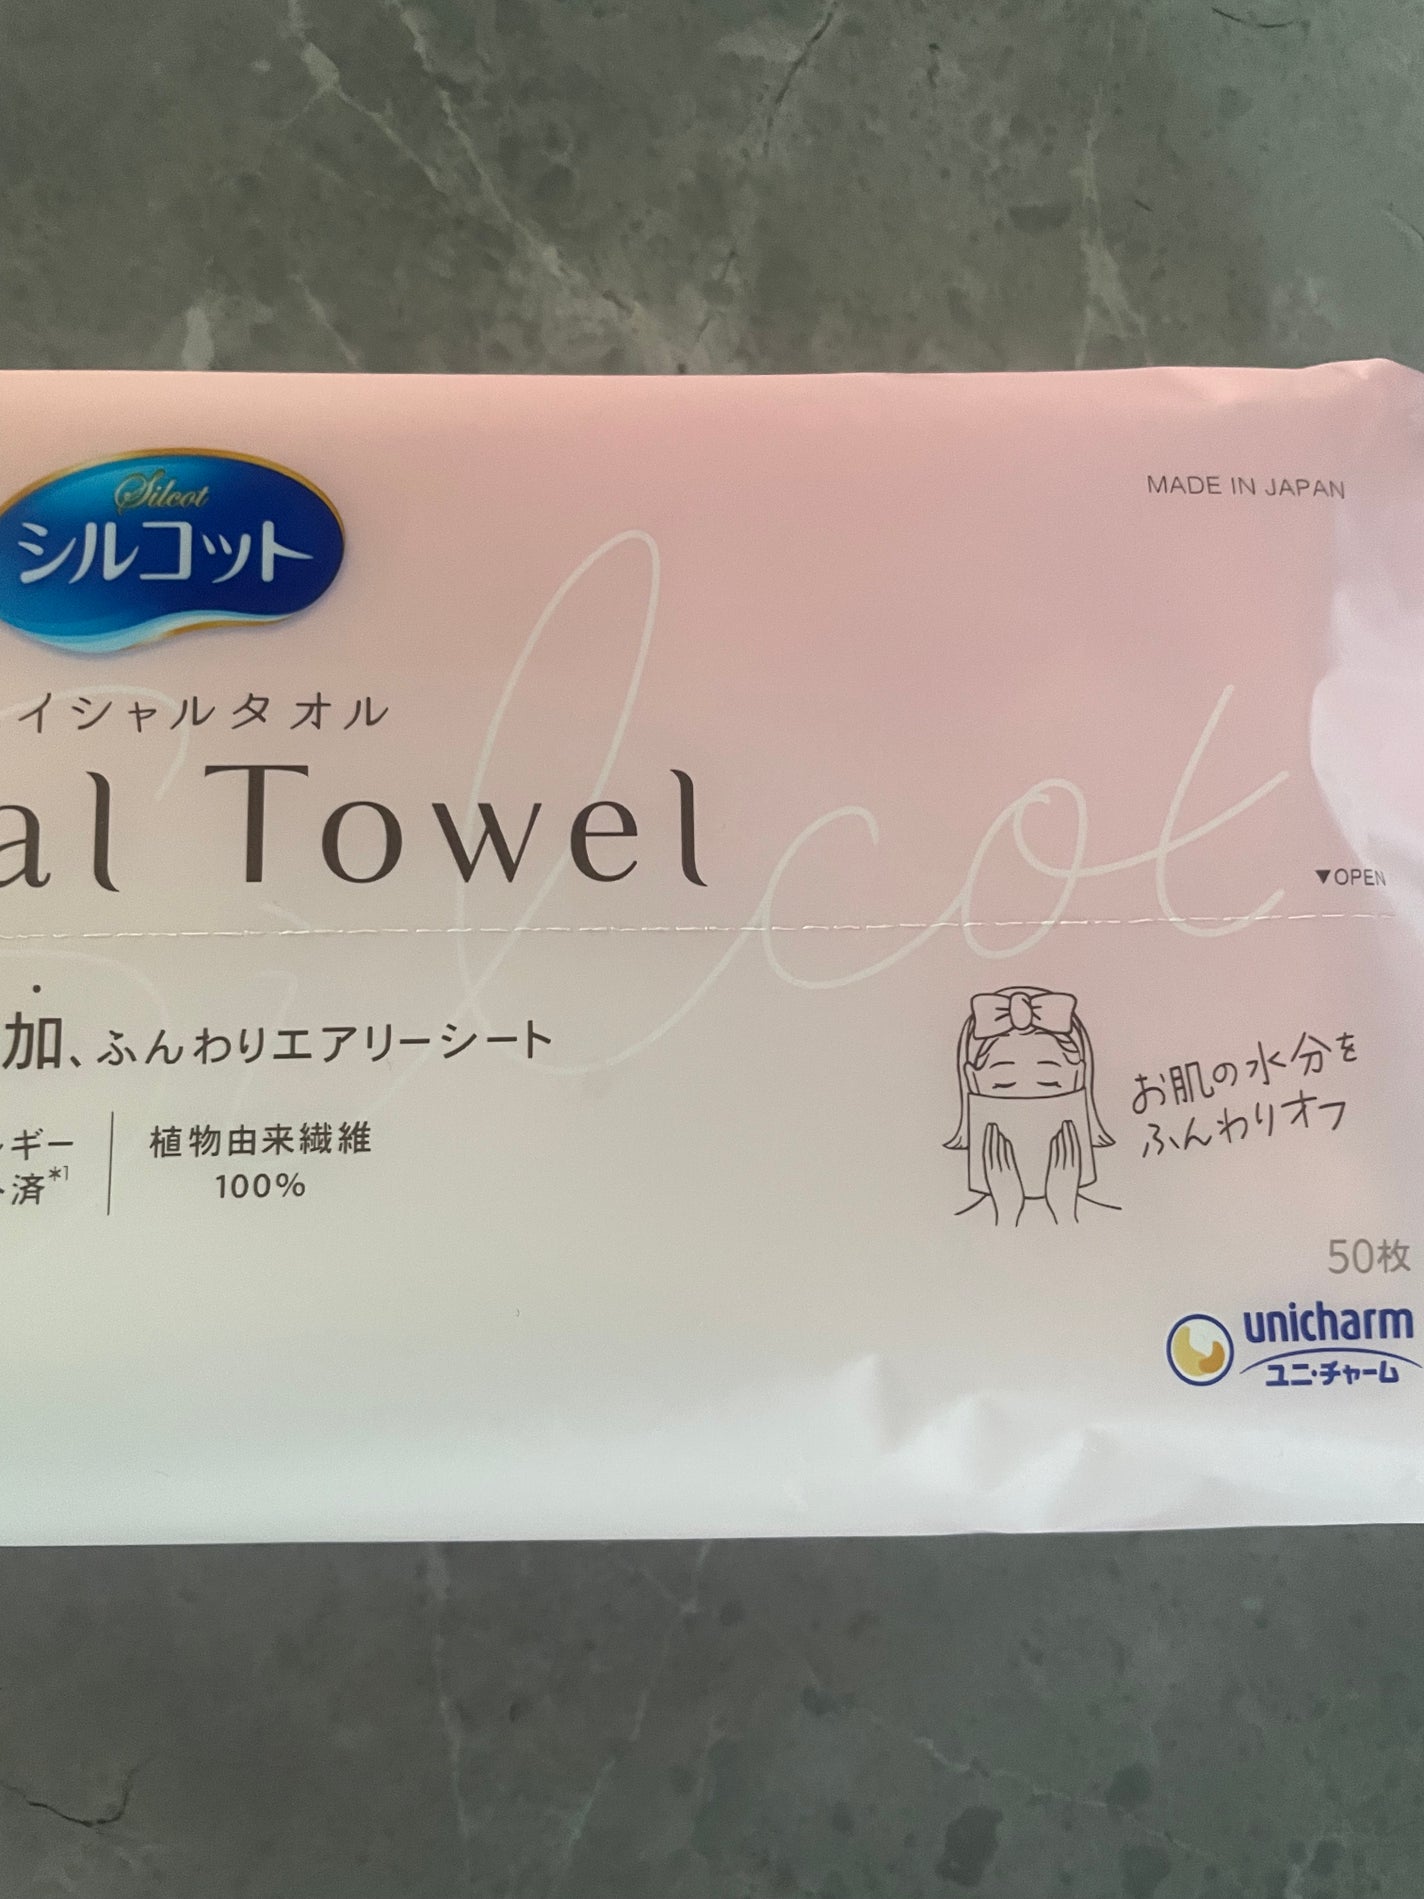 Silcot
シルコット
MADE IN JAPAN
イシャルタオル
al Towel
Silcot
▼OPEN
加、ふんわりエアリーシート
ギー
済*1
植物由来繊維
100%
お肌の水分を
ふんわりオフ
50枚
unicharm
ユニ・チャーム